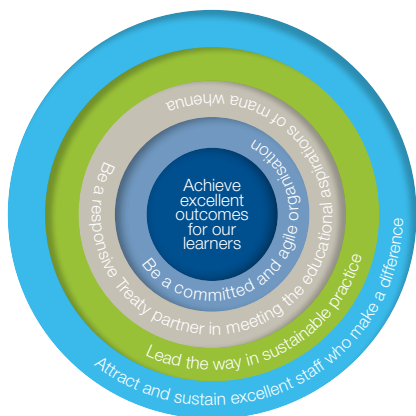 Achieve
excellent
outcomes
for our
learners
Be a committed and agile organisation
Be a responsive Treaty partner in meeting the educational aspirations of mana whenua
Lead the way in sustainable practice
Attract and sustain excellent staff who make a difference